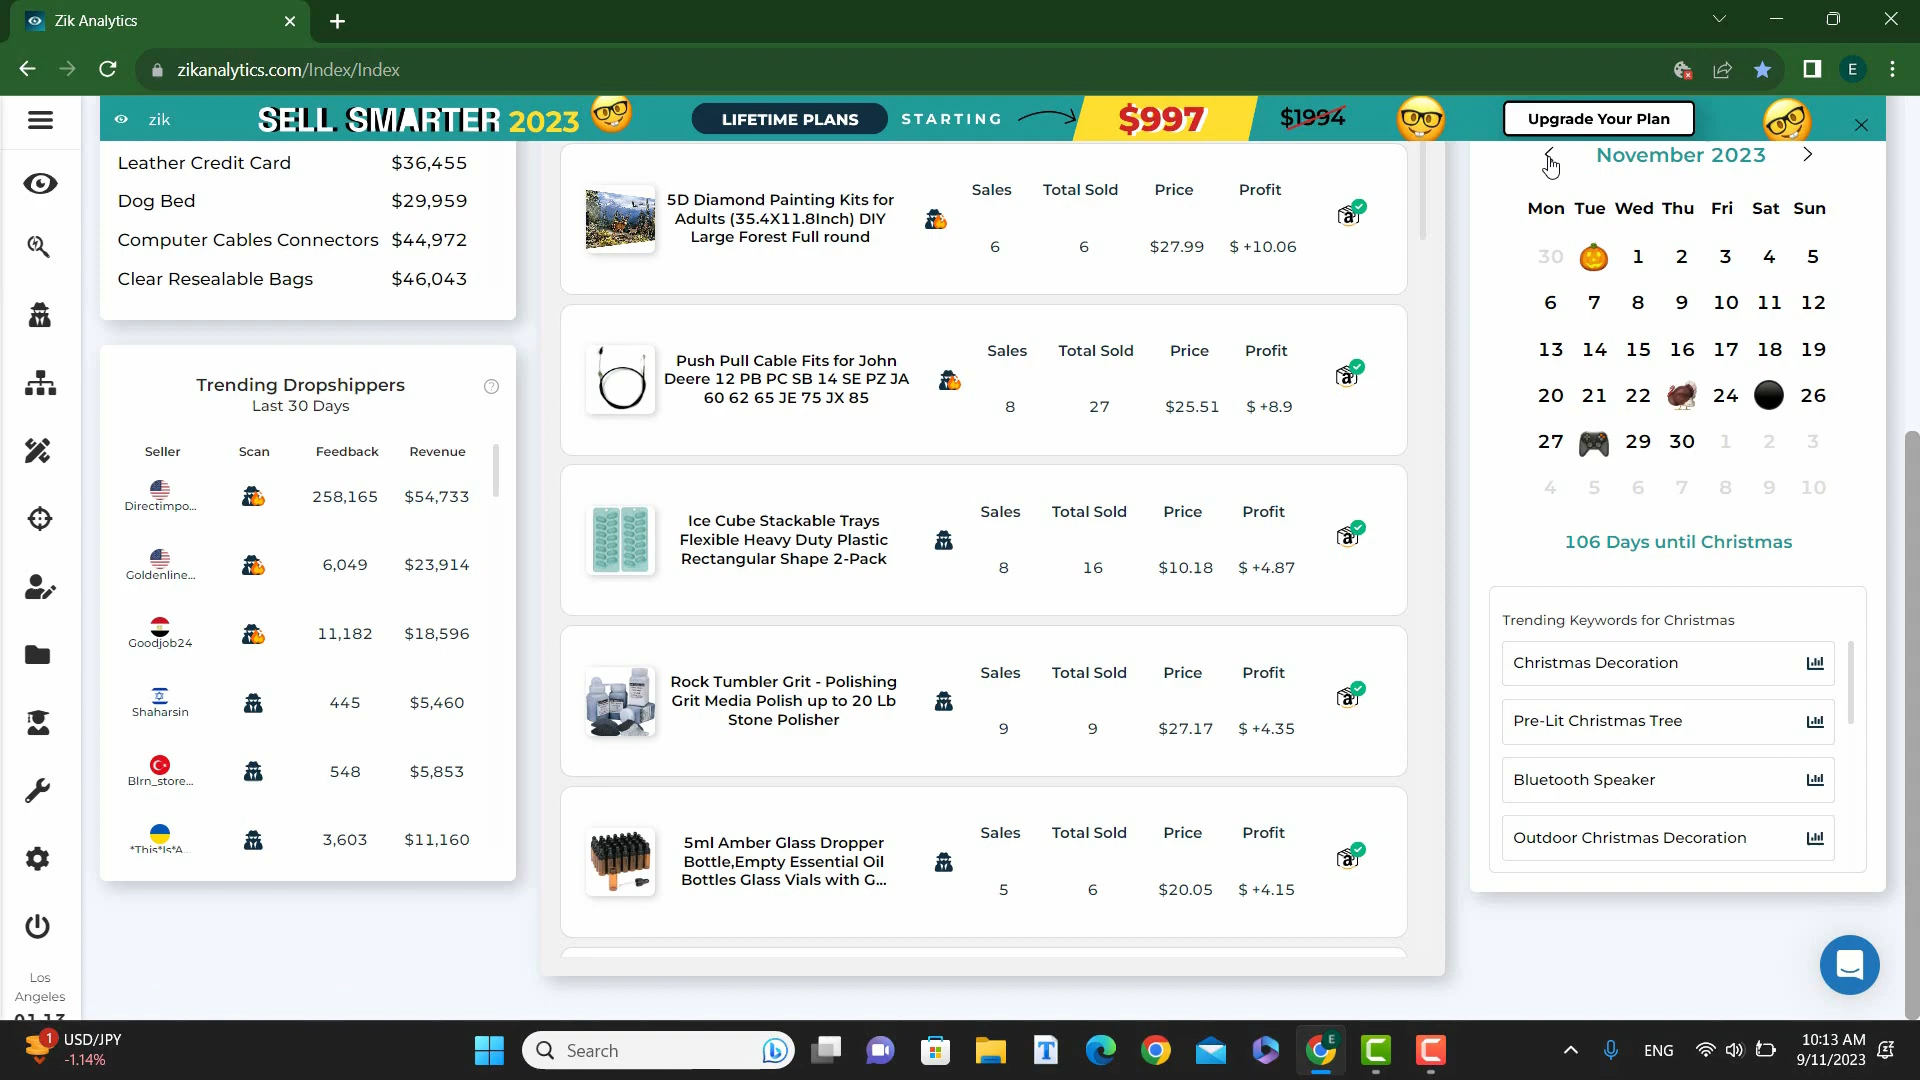 Zik Analytics
zikanalytics.com/Index/Index
E
zik
SELL SMARTER 2023
LIFETIME PLANS
STARTING
$997
$1994
Upgrade Your Plan
Leather Credit Card $36,455
Dog Bed $29,959
Computer Cables Connectors $44,972
Clear Resealable Bags $46,043
Trending Dropshippers
Last 30 Days
Seller Scan Feedback Revenue
Directimpo... 258,165 $54,733
Goldenline... 6,049 $23,914
Goodjob24 11,182 $18,596
Shaharsin 445 $5,460
Blrn_store... 548 $5,853
*This*Is*A... 3,603 $11,160
5D Diamond Painting Kits for
Adults (35.4X11.8Inch) DIY
Large Forest Full round
Sales Total Sold Price Profit
6 6 $27.99 $ +10.06
Push Pull Cable Fits for John
Deere 12 PB PC SB 14 SE PZ JA
60 62 65 JE 75 JX 85
Sales Total Sold Price Profit
8 27 $25.51 $ +8.9
Ice Cube Stackable Trays
Flexible Heavy Duty Plastic
Rectangular Shape 2-Pack
Sales Total Sold Price Profit
8 16 $10.18 $ +4.87
Rock Tumbler Grit - Polishing
Grit Media Polish up to 20 Lb
Stone Polisher
Sales Total Sold Price Profit
9 9 $27.17 $ +4.35
5ml Amber Glass Dropper
Bottle,Empty Essential Oil
Bottles Glass Vials with G...
Sales Total Sold Price Profit
5 6 $20.05 $ +4.15
November 2023
Mon Tue Wed Thu Fri Sat Sun
30 1 2 3 4 5
6 7 8 9 10 11 12
13 14 15 16 17 18 19
20 21 22 24 26
27 29 30 1 2 3
4 5 6 7 8 9 10
106 Days until Christmas
Trending Keywords for Christmas
Christmas Decoration
Pre-Lit Christmas Tree
Bluetooth Speaker
Outdoor Christmas Decoration
Los
Angeles
1
USD/JPY
-1.14%
Search
E
ENG
10:13 AM
9/11/2023